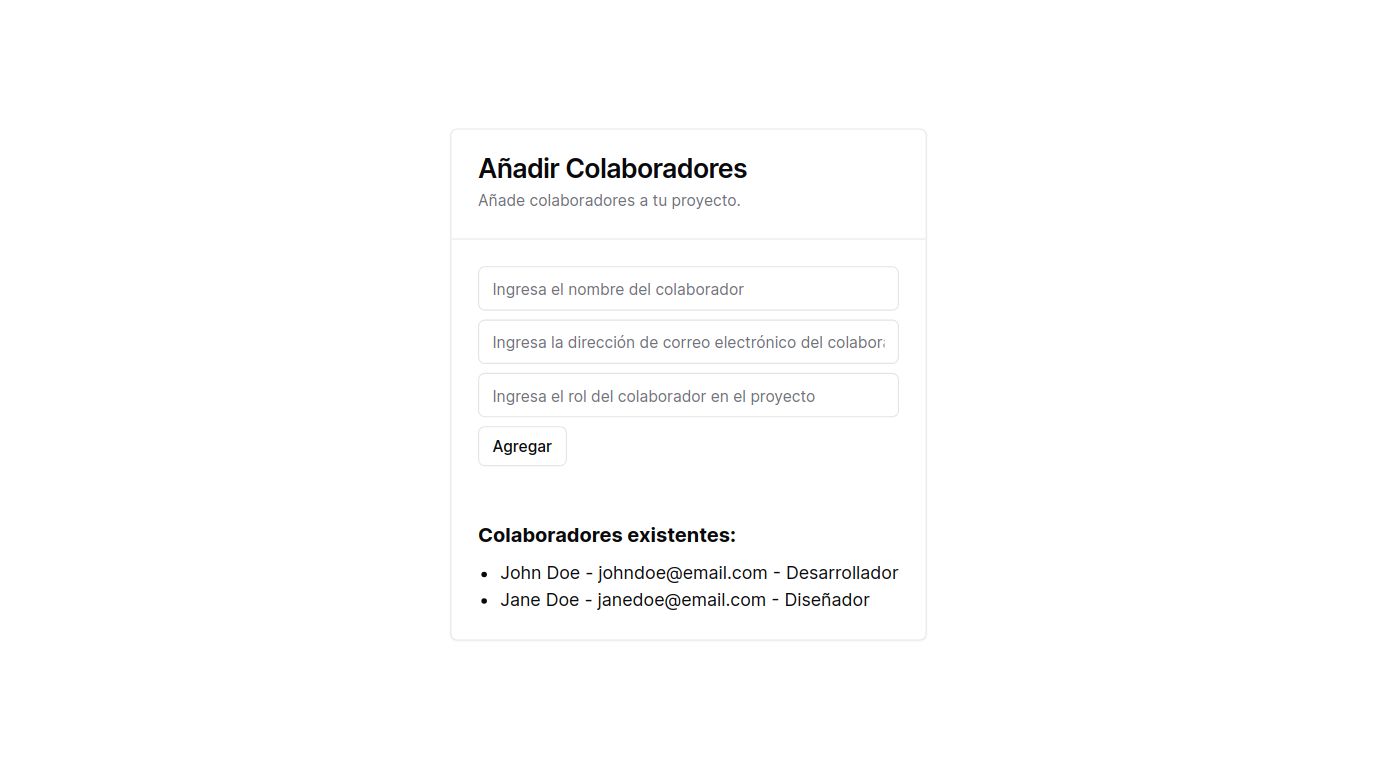 Añadir Colaboradores
Añade colaboradores a tu proyecto.
Ingresa el nombre del colaborador
Ingresa la dirección de correo electrónico del
Ingresa el rol del colaborador en el proyecto
Agregar
Colaboradores existentes:
• John Doe - johndoe@email.com - Desarrollador
• Jane Doe - janedoe@email.com - Diseñador